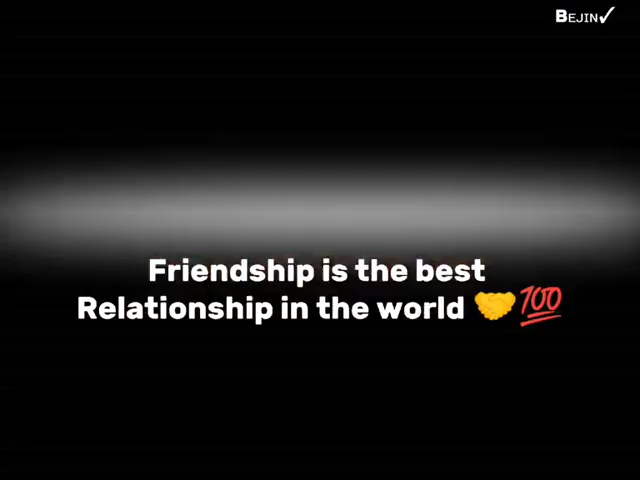 BEJIN✓
Friendship is the best
Relationship in the world 🤝💯